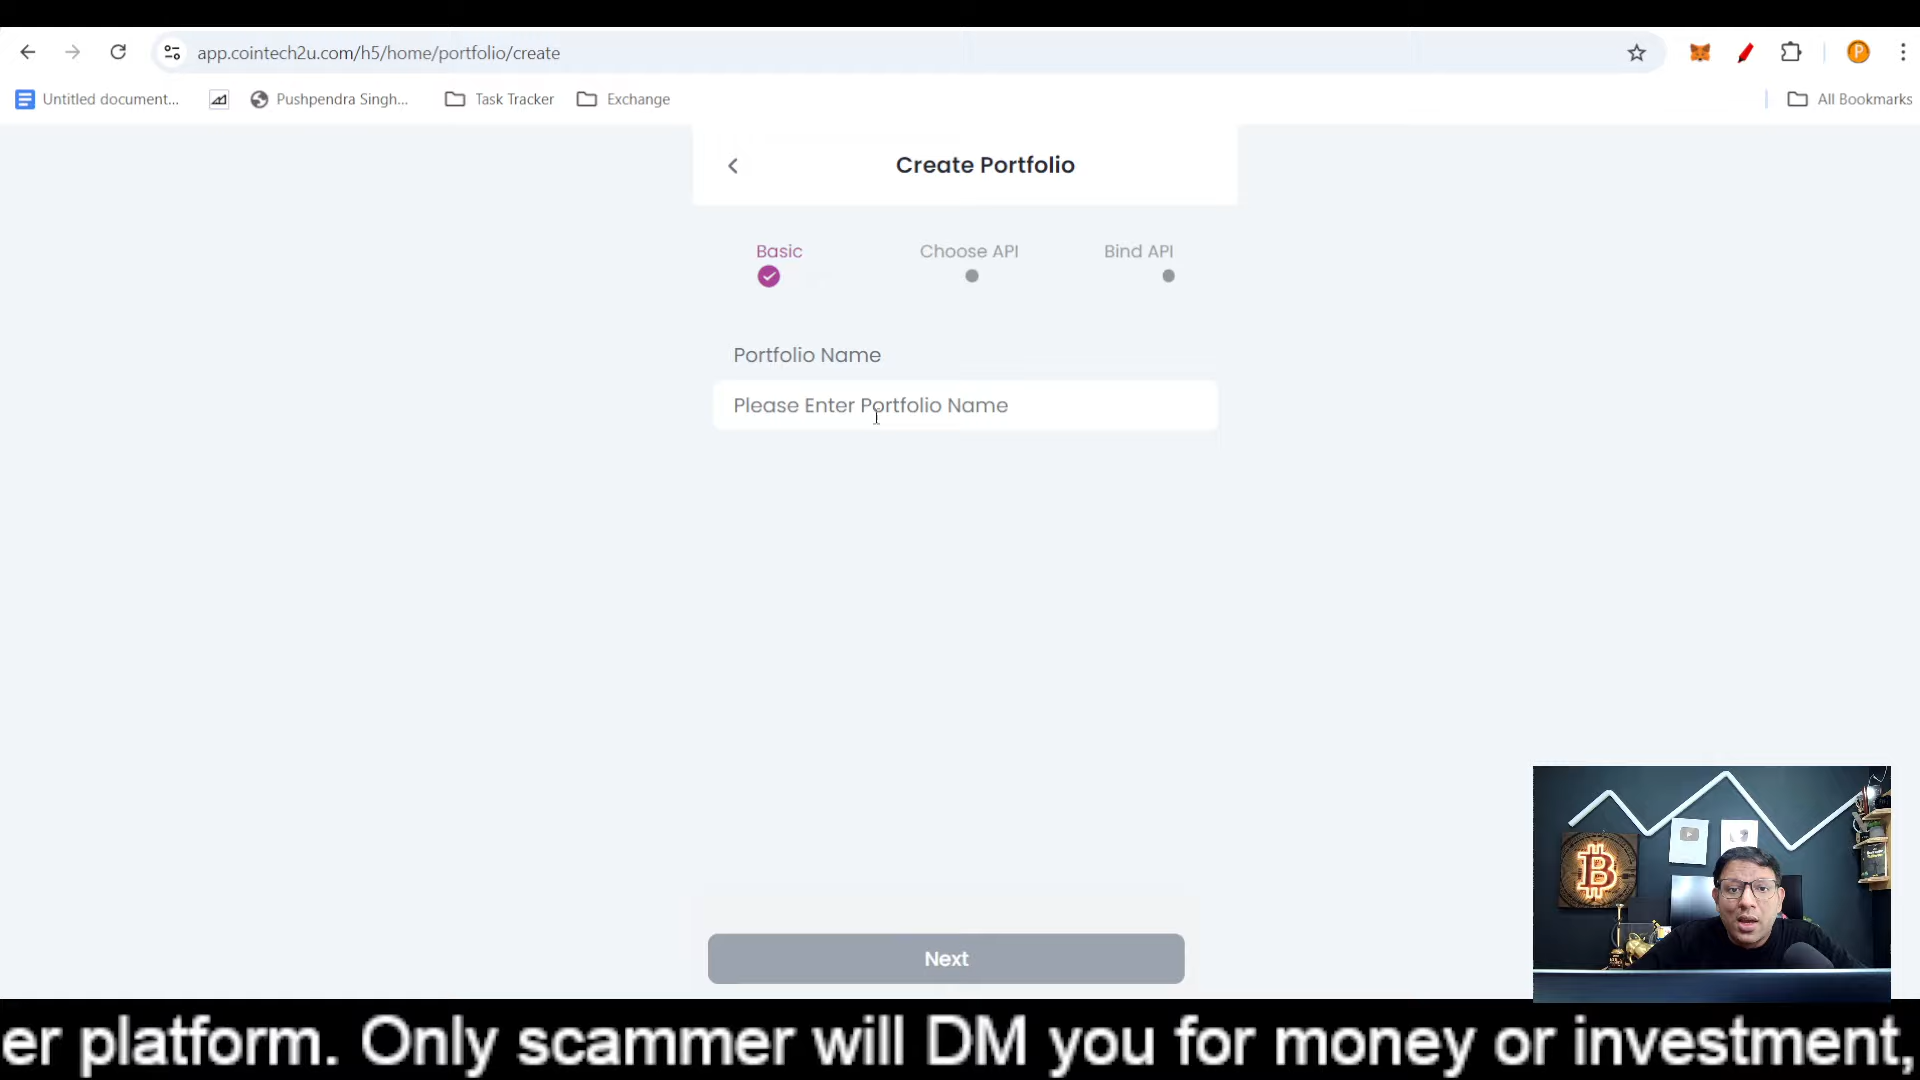 app.cointech2u.com/h5/home/portfolio/create
P
Untitled document...
Pushpendra Singh...
Task Tracker
Exchange
All Bookmarks
Create Portfolio
Basic
Choose API
Bind API
Portfolio Name
Please Enter Portfolio Name
Next
er platform. Only scammer will DM you for money or investment,